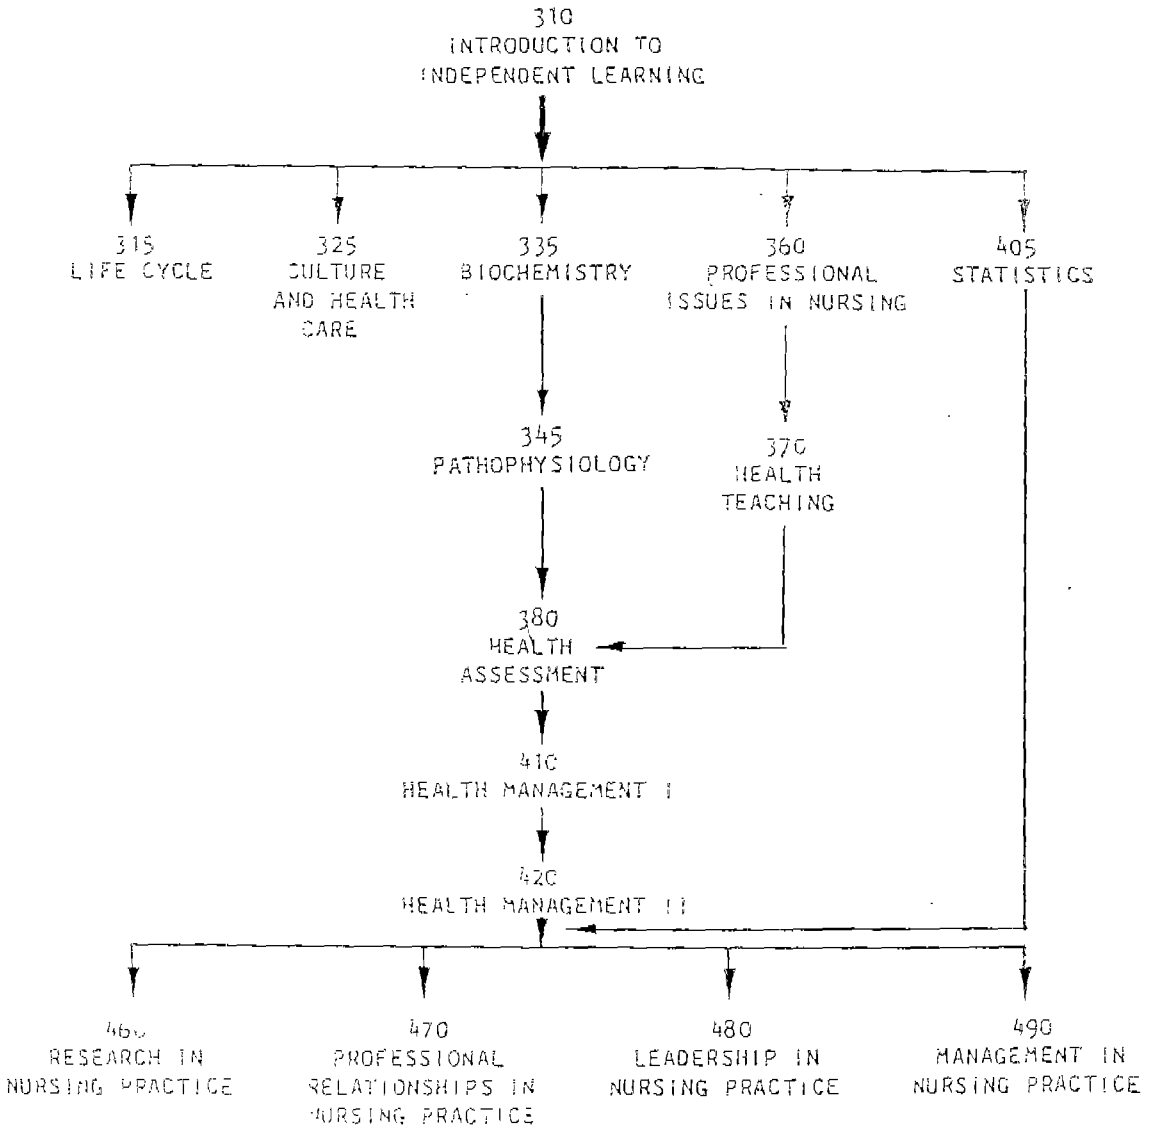 310
INTRODUCTION TO
INDEPENDENT LEARNING
315
LIFE CYCLE
325
CULTURE
AND HEALTH
CARE
335
BIOCHEMISTRY
360
PROFESSIONAL
ISSUES IN NURSING
405
STATISTICS
345
PATHOPHYSIOLOGY
370
HEALTH
TEACHING
380
HEALTH
ASSESSMENT
410
HEALTH MANAGEMENT I
420
HEALTH MANAGEMENT II
460
RESEARCH IN
NURSING PRACTICE
470
PROFESSIONAL
RELATIONSHIPS IN
NURSING PRACTICE
480
LEADERSHIP IN
NURSING PRACTICE
490
MANAGEMENT IN
NURSING PRACTICE